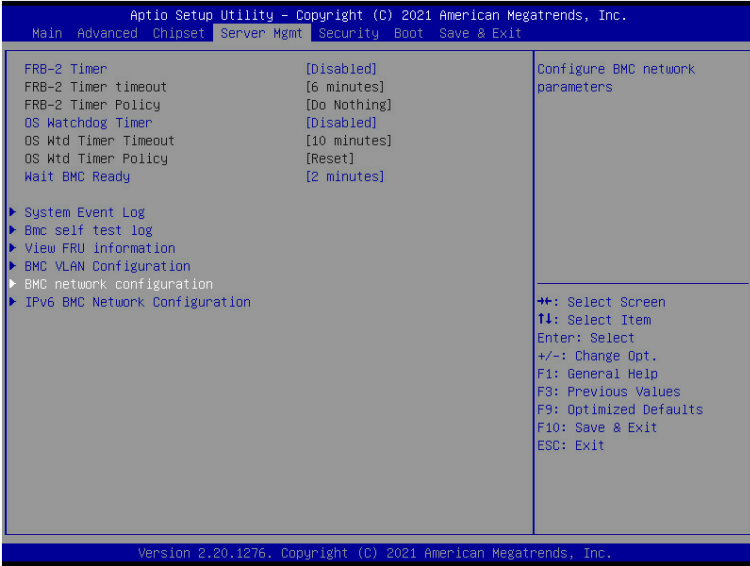 Aptio Setup Utility – Copyright (C) 2021 American Megatrends, Inc.
Main Advanced Chipset Server Mgmt Security Boot Save & Exit
FRB-2 Timer [Disabled]
FRB-2 Timer timeout [6 minutes]
FRB-2 Timer Policy [Do Nothing]
OS Watchdog Timer [Disabled]
OS Wtd Timer Timeout [10 minutes]
OS Wtd Timer Policy [Reset]
Wait BMC Ready [2 minutes]
System Event Log
Bmc self test log
View FRU information
BMC VLAN Configuration
BMC network configuration
IPv6 BMC Network Configuration
Configure BMC network
parameters
→←: Select Screen
↑↓: Select Item
Enter: Select
+/-: Change Opt.
F1: General Help
F3: Previous Values
F9: Optimized Defaults
F10: Save & Exit
ESC: Exit
Version 2.20.1276. Copyright (C) 2021 American Megatrends, Inc.